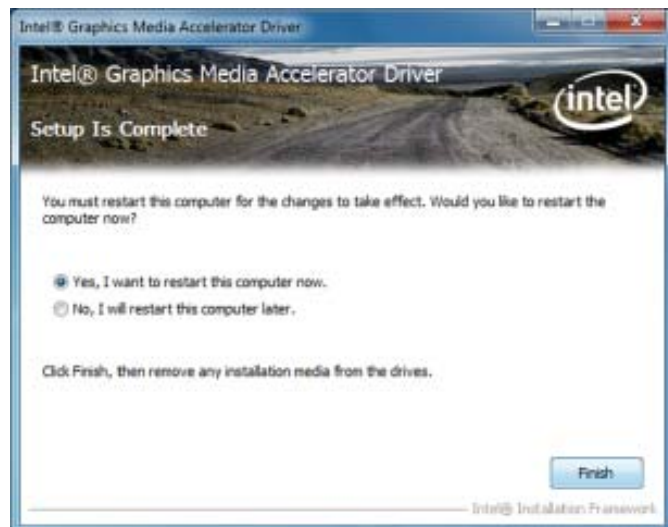 Intel® Graphics Media Accelerator Driver
Intel® Graphics Media Accelerator Driver
intel
Setup Is Complete
You must restart this computer for the changes to take effect. Would you like to restart the
computer now?
Yes, I want to restart this computer now.
No, I will restart this computer later.
Click Finish, then remove any installation media from the drives.
Finish
Intel® Installation Framework